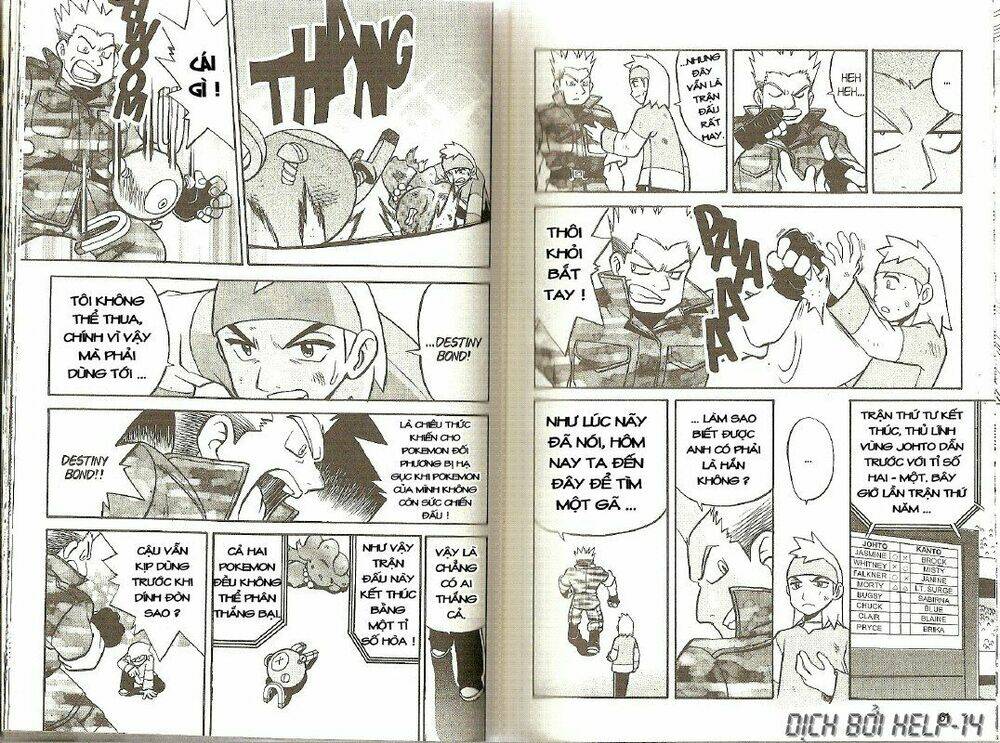 TWOOM
CÁI
GÌ !
THANG
TÔI KHÔNG
THỂ THUA,
CHÍNH VÌ VẬY
MÀ PHẢI
DÙNG TỚI ...
...DESTINY
BOND!
DESTINY
BOND!!
LÀ CHIÊU THỨC
KHIẾN CHO
POKEMON ĐỐI
PHƯƠNG BỊ HẠ
GỤC KHI POKEMON
CỦA MÌNH KHÔNG
CÒN SỨC CHIẾN
ĐẤU !
CẬU VẪN
KỊP DÙNG
TRƯỚC KHI
DÍNH ĐÒN
SAO ?
CẢ HAI
POKEMON
ĐỀU KHÔNG
THỂ PHÂN
THẮNG BẠI.
NHƯ VẬY
TRẬN
ĐẤU NÀY
KẾT THÚC
BẰNG
MỘT TỈ
SỐ HÒA!
VẬY LÀ
CHẲNG
CÓ AI
THẮNG
CẢ.
...NHƯNG
ĐÂY
VẪN LÀ
TRẬN
ĐẤU
RẤT
HAY.
HEH
HEH...
...
THÔI
KHỎI
BẮT
TAY !
PAAAA
NHƯ LÚC NÃY
ĐÃ NÓI, HÔM
NAY TA ĐẾN
ĐÂY ĐỂ TÌM
MỘT GÃ ...
... LÀM SAO
BIẾT ĐƯỢC
ANH CÓ PHẢI
LÀ HẮN
KHÔNG ?
...
TRẬN THỨ TƯ KẾT
THÚC, THỦ LĨNH
VÙNG JOHTO DẪN
TRƯỚC VỚI TỈ SỐ
HAI - MỘT. BÂY
GIỜ LẦN TRẬN THỨ
NĂM ...
JOHTO KANTO
JASMINE ○ × BROCK
WHITNEY × ○ MISTY
FALKNER ○ × JANINE
MORTY △ △ LT. SURGE
BUGSY SABIRNA
CHUCK BLUE
CLAIR BLAINE
PRYCE ERIKA
91
DỊCH BỞI HELP-14